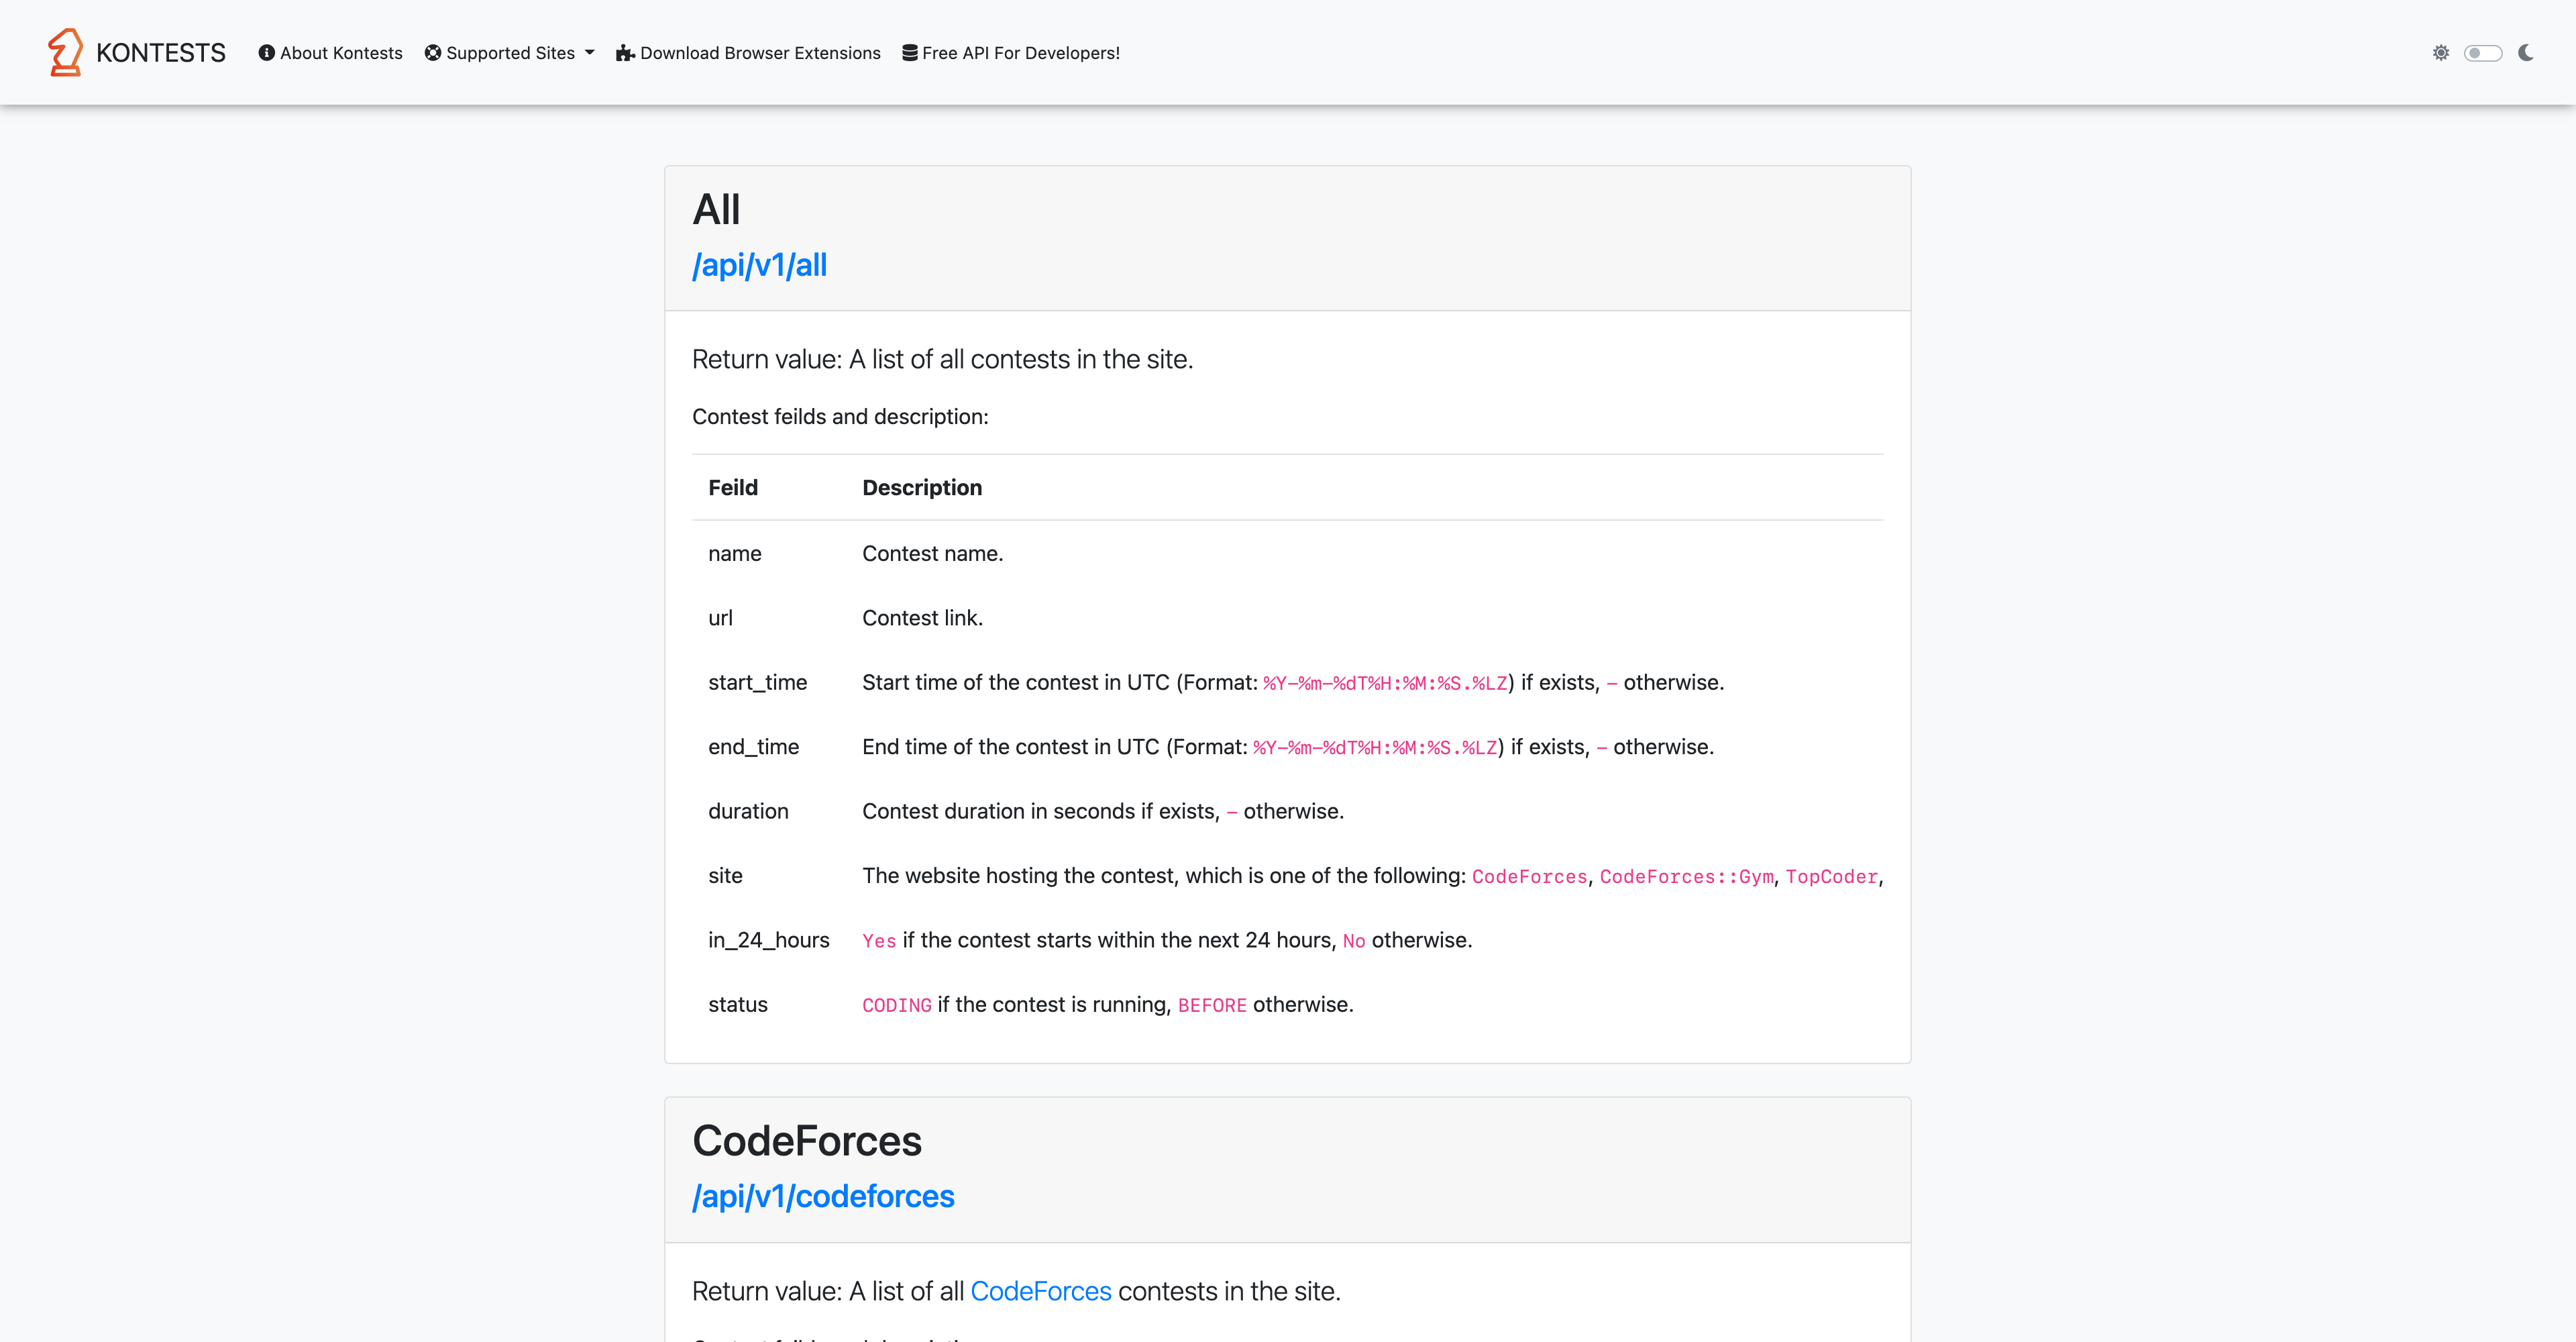 KONTESTS About Kontests Supported Sites Download Browser Extensions Free API For Developers!
All
/api/v1/all
Return value: A list of all contests in the site.
Contest feilds and description:
Feild Description
name Contest name.
url Contest link.
start_time Start time of the contest in UTC (Format: %Y-%m-%dT%H:%M:%S.%LZ) if exists, - otherwise.
end_time End time of the contest in UTC (Format: %Y-%m-%dT%H:%M:%S.%LZ) if exists, - otherwise.
duration Contest duration in seconds if exists, - otherwise.
site The website hosting the contest, which is one of the following: CodeForces, CodeForces::Gym, TopCoder,
in_24_hours Yes if the contest starts within the next 24 hours, No otherwise.
status CODING if the contest is running, BEFORE otherwise.
CodeForces
/api/v1/codeforces
Return value: A list of all CodeForces contests in the site.